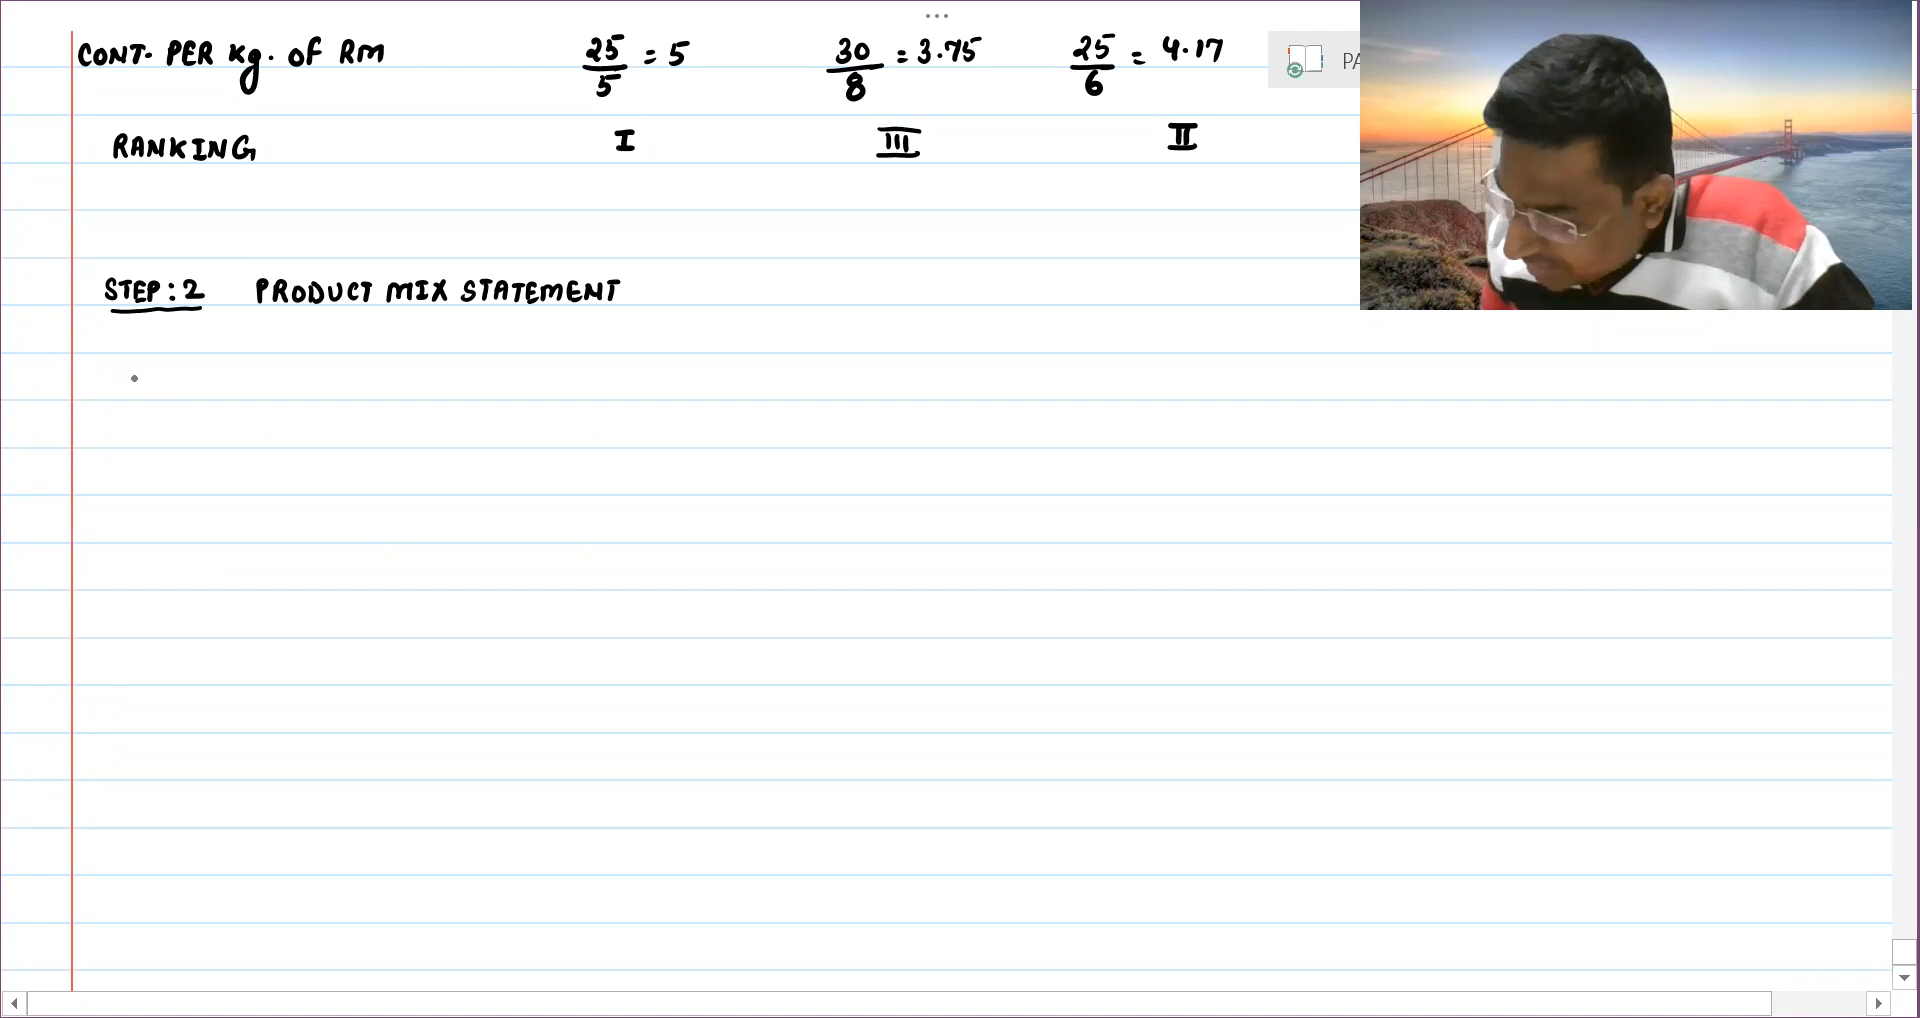 CONT. PER kg. of RM 25/5 = 5 30/8 = 3.75 25/6 = 4.17
PA
RANKING I III II
STEP: 2 PRODUCT MIX STATEMENT